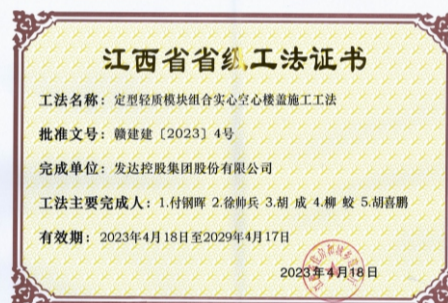 江西省省级工法证书
工法名称：定型轻质模块组合实心空心楼盖施工工法
批准文号：赣建建［2023］4号
完成单位：发达控股集团股份有限公司
工法主要完成人：1.付钢晖 2.徐帅兵 3.胡 成 4.柳 蛟 5.胡喜鹏
有效期：2023年4月18日至2029年4月17日
2023年4月18日